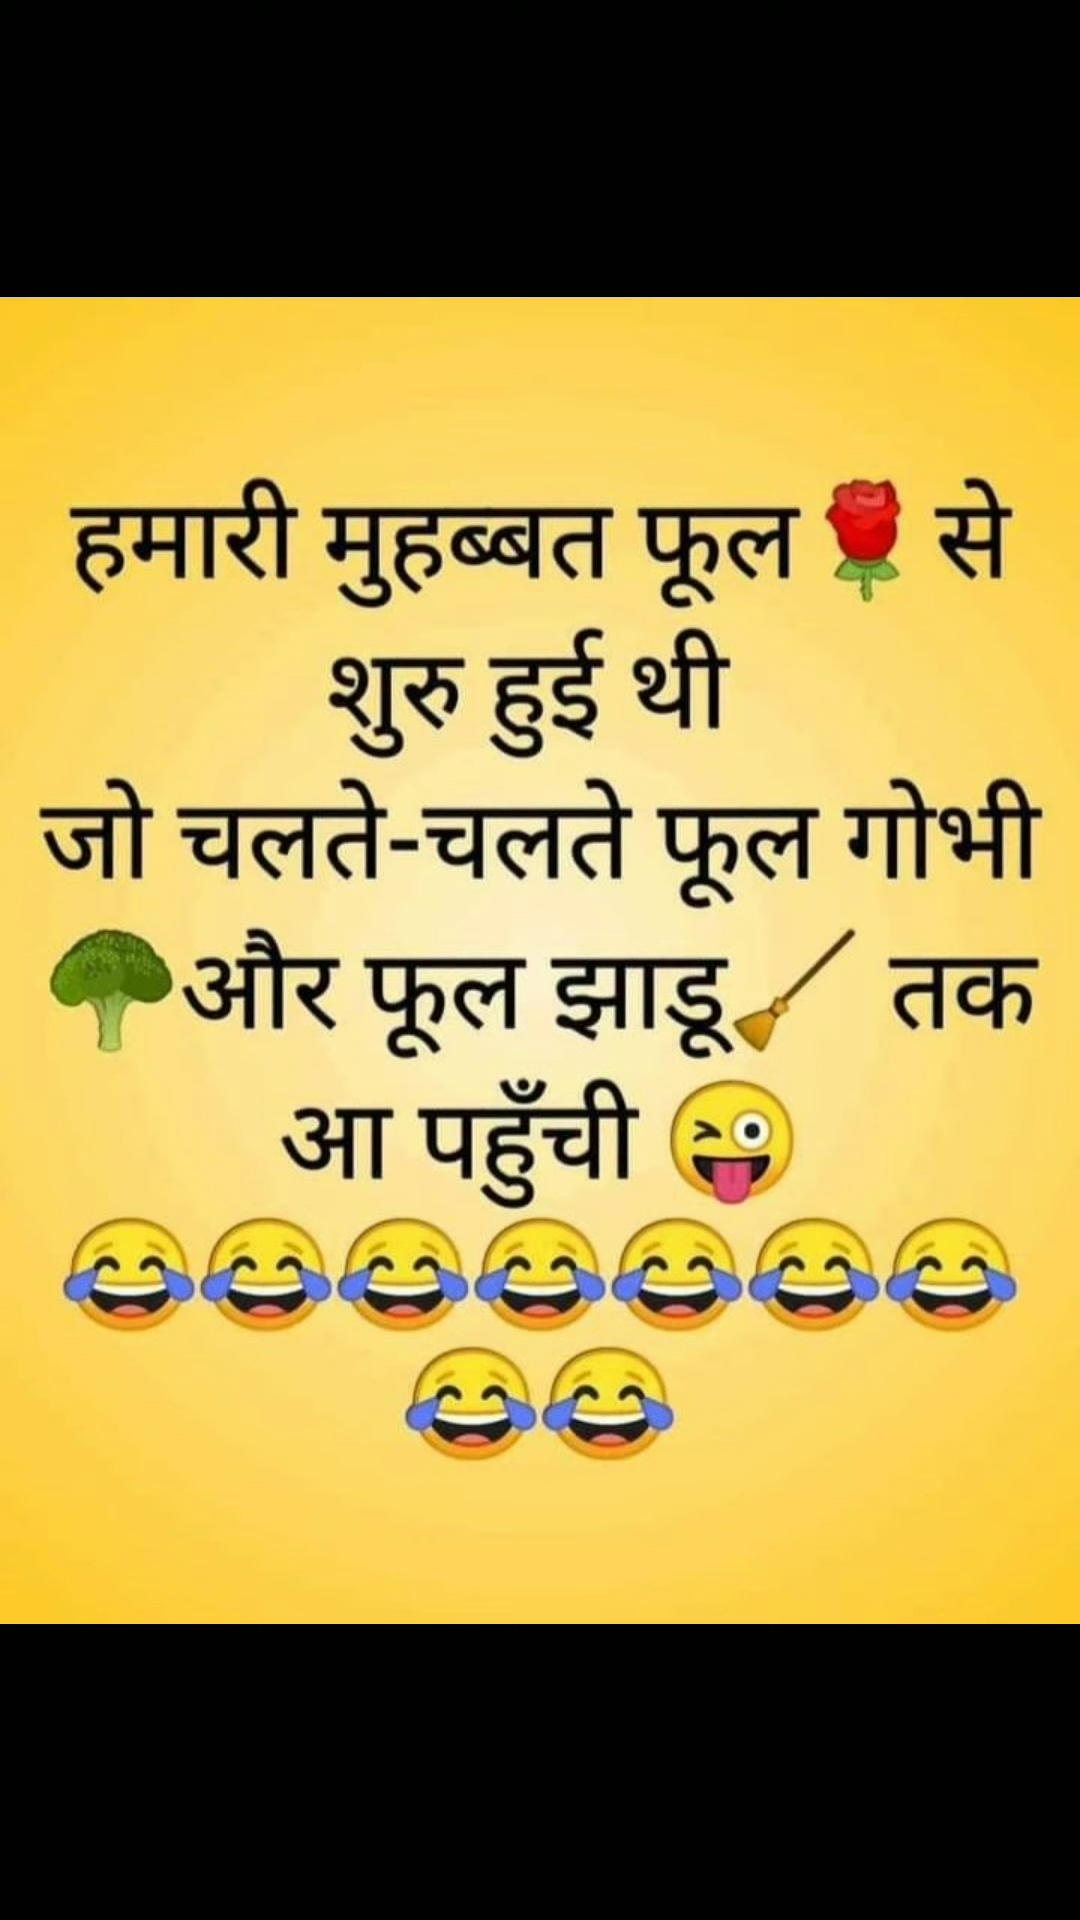 हमारी मुहब्बत फूल🌹से
शुरु हुई थी
जो चलते-चलते फूल गोभी
🥦और फूल झाडू🧹 तक
आ पहुँची 😜
😂😂😂😂😂😂😂
😂😂